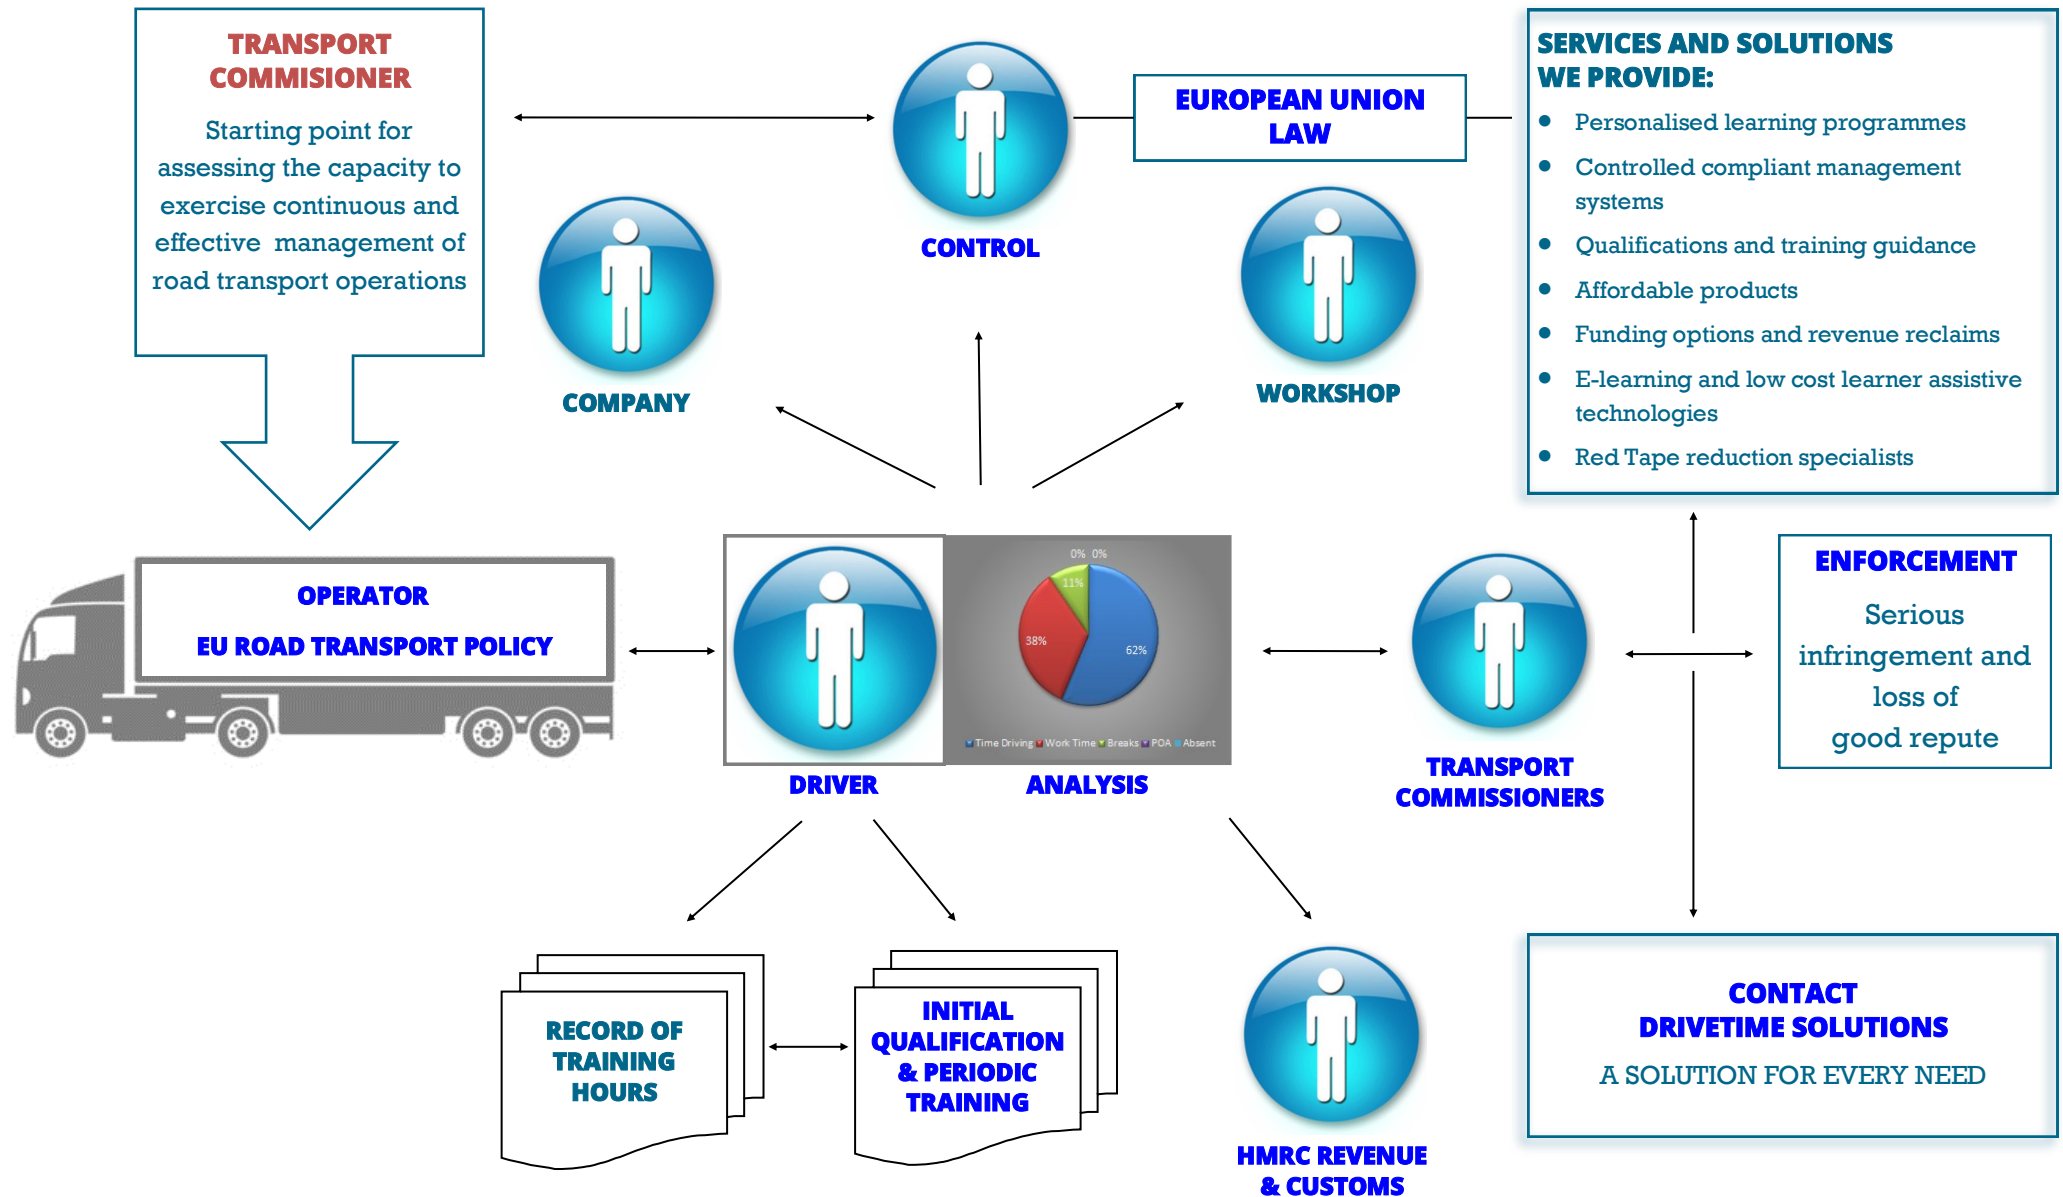 TRANSPORT
COMMISIONER
Starting point for
assessing the capacity to
exercise continuous and
effective management of
road transport operations
CONTROL
EUROPEAN UNION
LAW
COMPANY
WORKSHOP
SERVICES AND SOLUTIONS
WE PROVIDE:
Personalised learning programmes
Controlled compliant management
systems
Qualifications and training guidance
Affordable products
Funding options and revenue reclaims
E-learning and low cost learner assistive
technologies
Red Tape reduction specialists
OPERATOR
EU ROAD TRANSPORT POLICY
0% 0%
11%
38%
62%
Time Driving Work Time Breaks POA Absent
DRIVER
ANALYSIS
TRANSPORT
COMMISSIONERS
ENFORCEMENT
Serious
infringement and
loss of
good repute
RECORD OF
TRAINING
HOURS
INITIAL
QUALIFICATION
& PERIODIC
TRAINING
HMRC REVENUE
& CUSTOMS
CONTACT
DRIVETIME SOLUTIONS
A SOLUTION FOR EVERY NEED